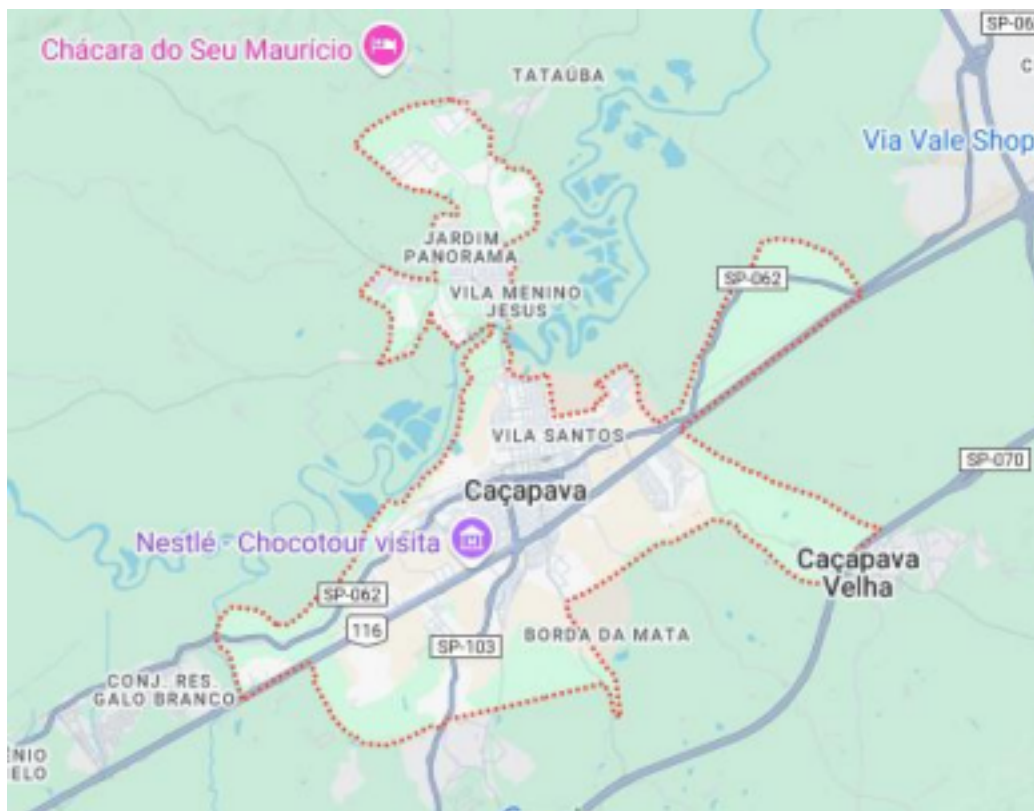 SP-06
Chácara do Seu Maurício
TATAÚBA
C
Via Vale Shop
JARDIM
PANORAMA
SP-062
VILA MENINO
JESUS
VILA SANTOS
SP-070
Caçapava
Nestlé - Chocotour visita
Caçapava
Velha
SP-062
116
BORDA DA MATA
SP-103
CONJ. RES.
GALO BRANCO
ÊNIO
IELO